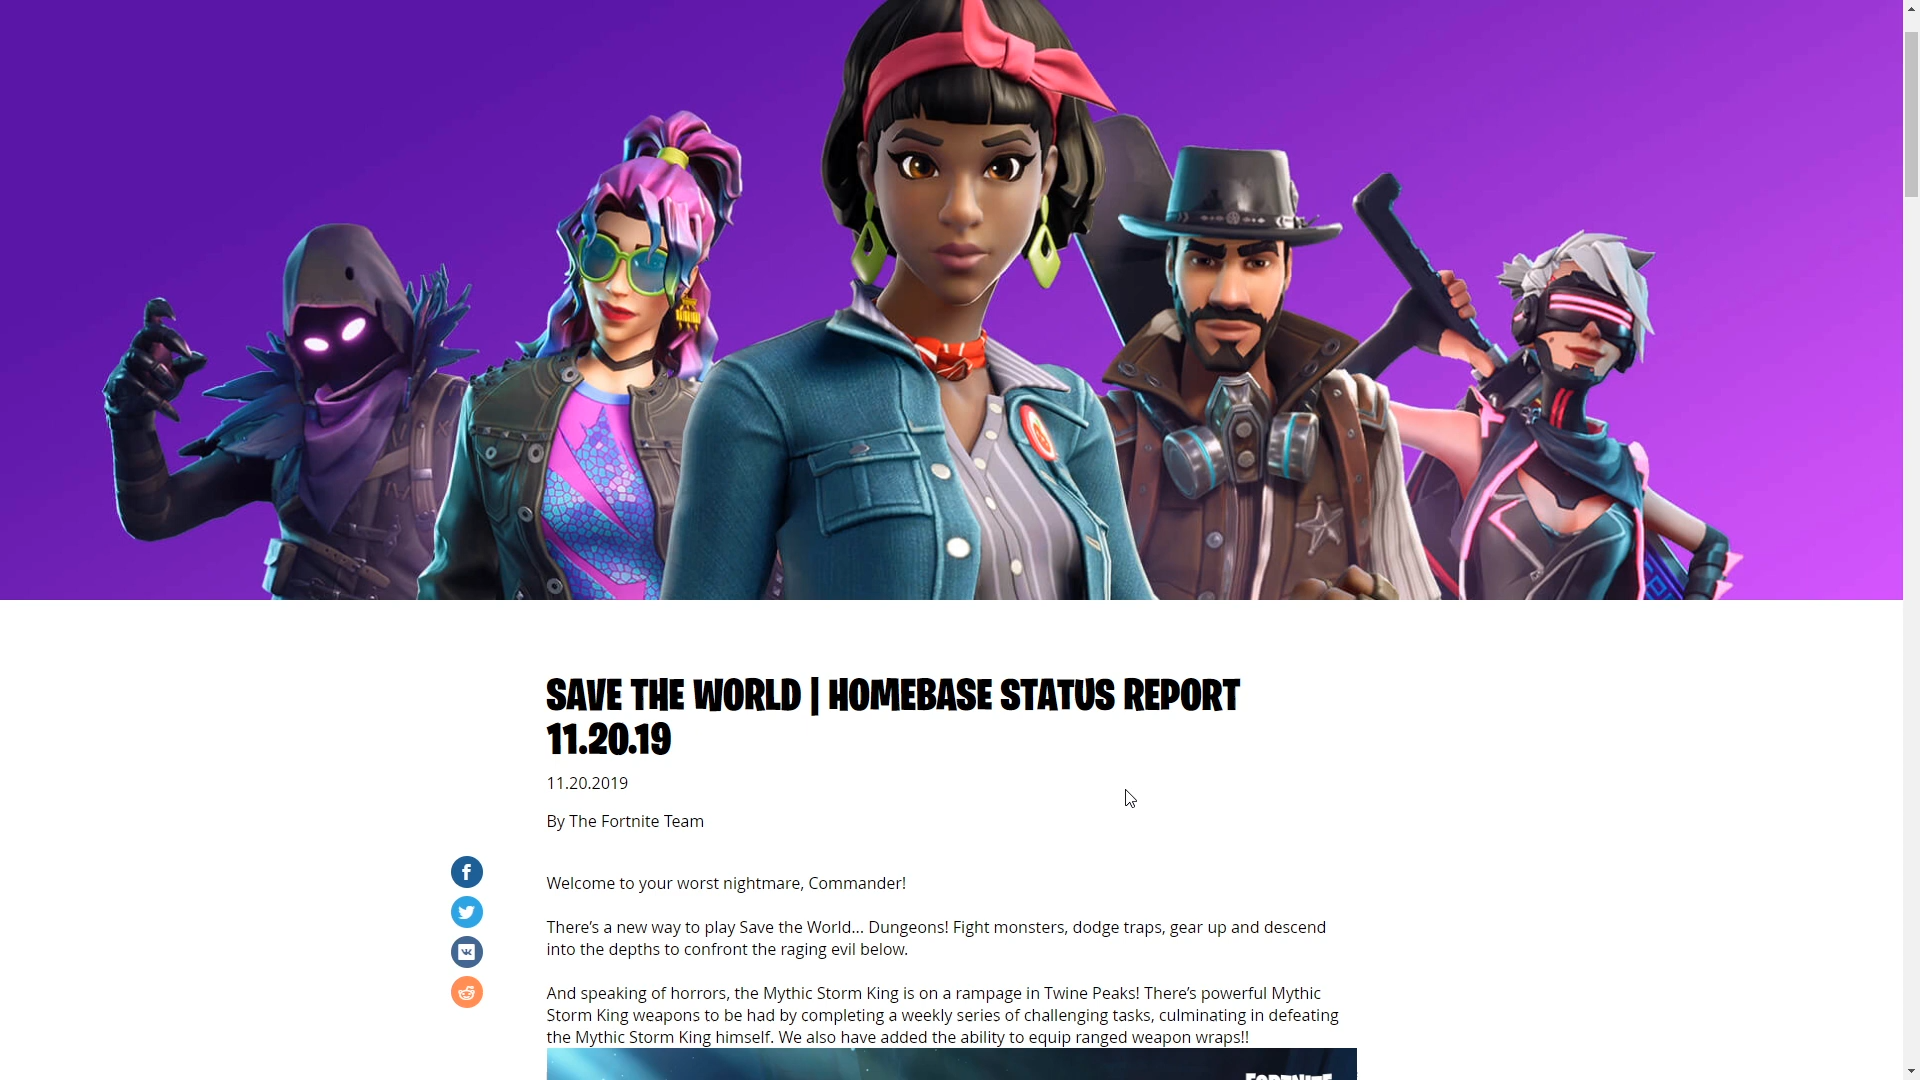 SAVE THE WORLD | HOMEBASE STATUS REPORT
11.20.19
11.20.2019
By The Fortnite Team
Welcome to your worst nightmare, Commander!
There’s a new way to play Save the World... Dungeons! Fight monsters, dodge traps, gear up and descend
into the depths to confront the raging evil below.
And speaking of horrors, the Mythic Storm King is on a rampage in Twine Peaks! There’s powerful Mythic
Storm King weapons to be had by completing a weekly series of challenging tasks, culminating in defeating
the Mythic Storm King himself. We also have added the ability to equip ranged weapon wraps!!
FORTNITE